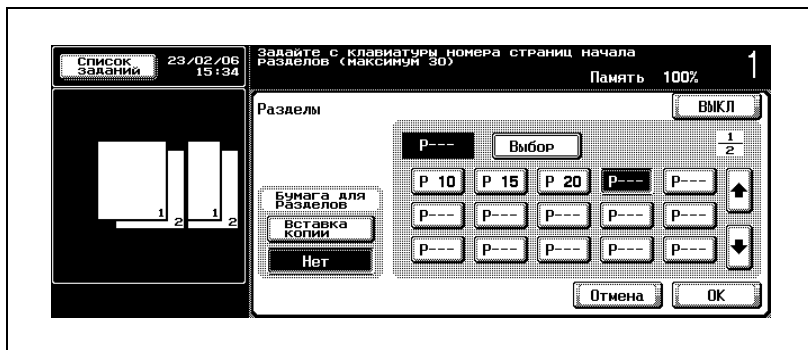 Список заданий
23/02/06
15:34
Задайте с клавиатуры номера страниц начала
Разделов (максимум 30)
Память 100%
1
Разделы
ВЫКЛ
P---
Выбор
1
2
P 10
P 15
P 20
P---
P---
Бумага для
Разделов
P---
P---
P---
P---
P---
Вставка
копии
P---
P---
P---
P---
P---
Нет
Отмена
OK
1
2
1
2